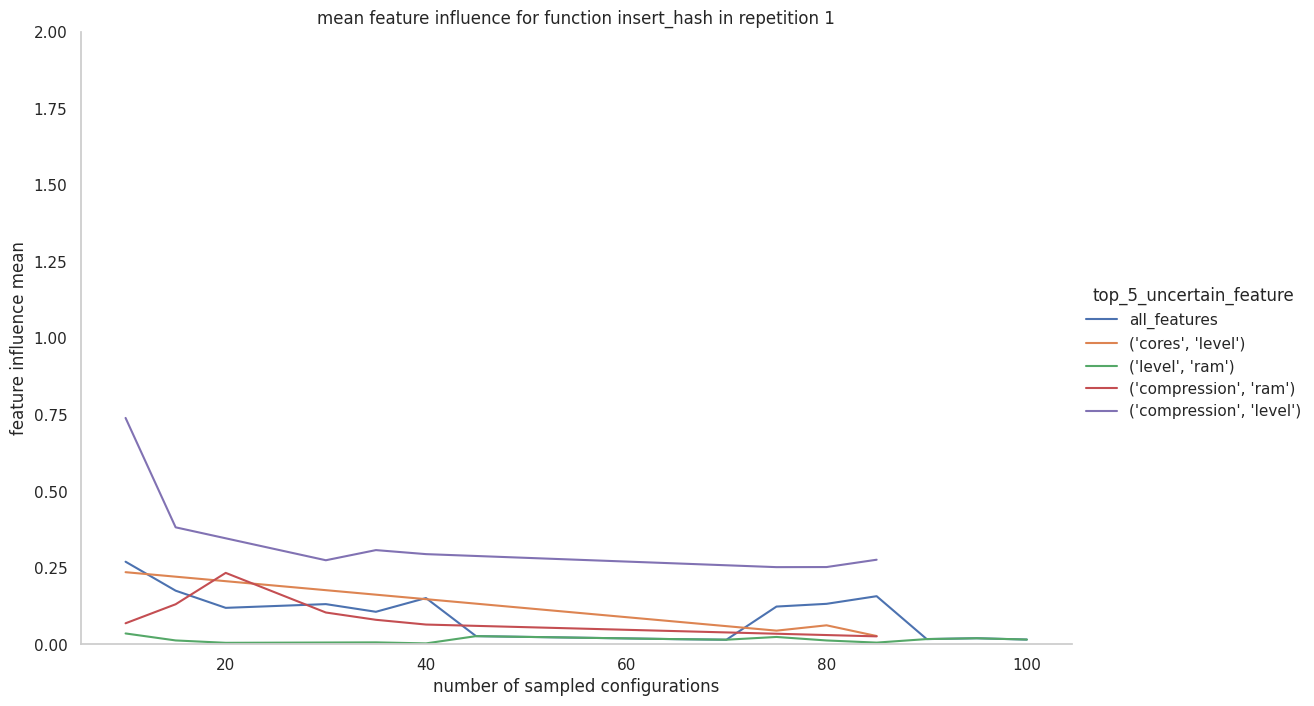 mean feature influence for function insert_hash in repetition 1
2.00
1.75
1.50
1.25
1.00
0.75
0.50
0.25
0.00
feature influence mean
20
40
60
80
100
number of sampled configurations
top_5_uncertain_feature
all_features
('cores', 'level')
('level', 'ram')
('compression', 'ram')
('compression', 'level')